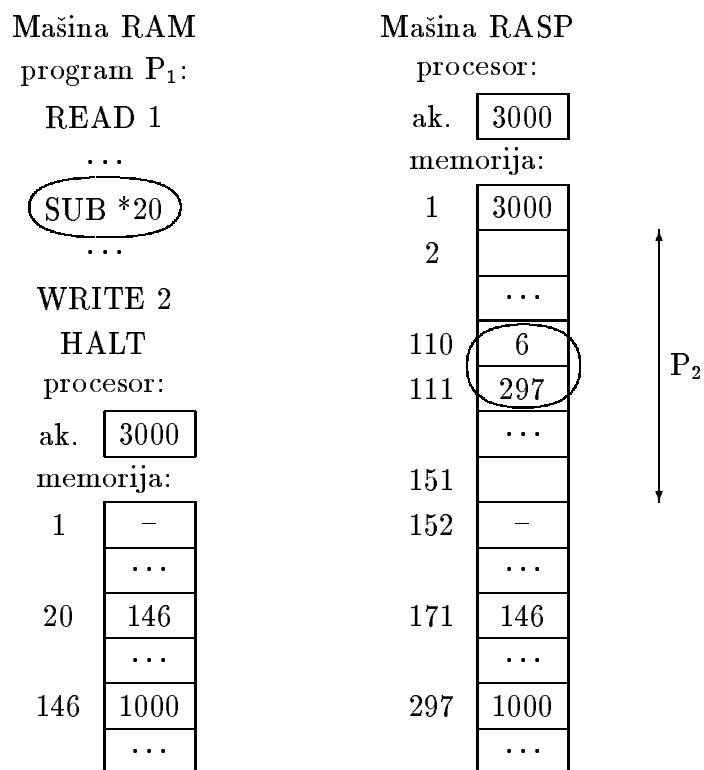 Mašina RAM
program P₁:
READ 1
...
SUB *20
...
WRITE 2
HALT
procesor:
ak. 3000
memorija:
1 –
...
20 146
...
146 1000
...
Mašina RASP
procesor:
ak. 3000
memorija:
1 3000
2
...
110 6
111 297
...
151
152 –
...
171 146
...
297 1000
...
P₂